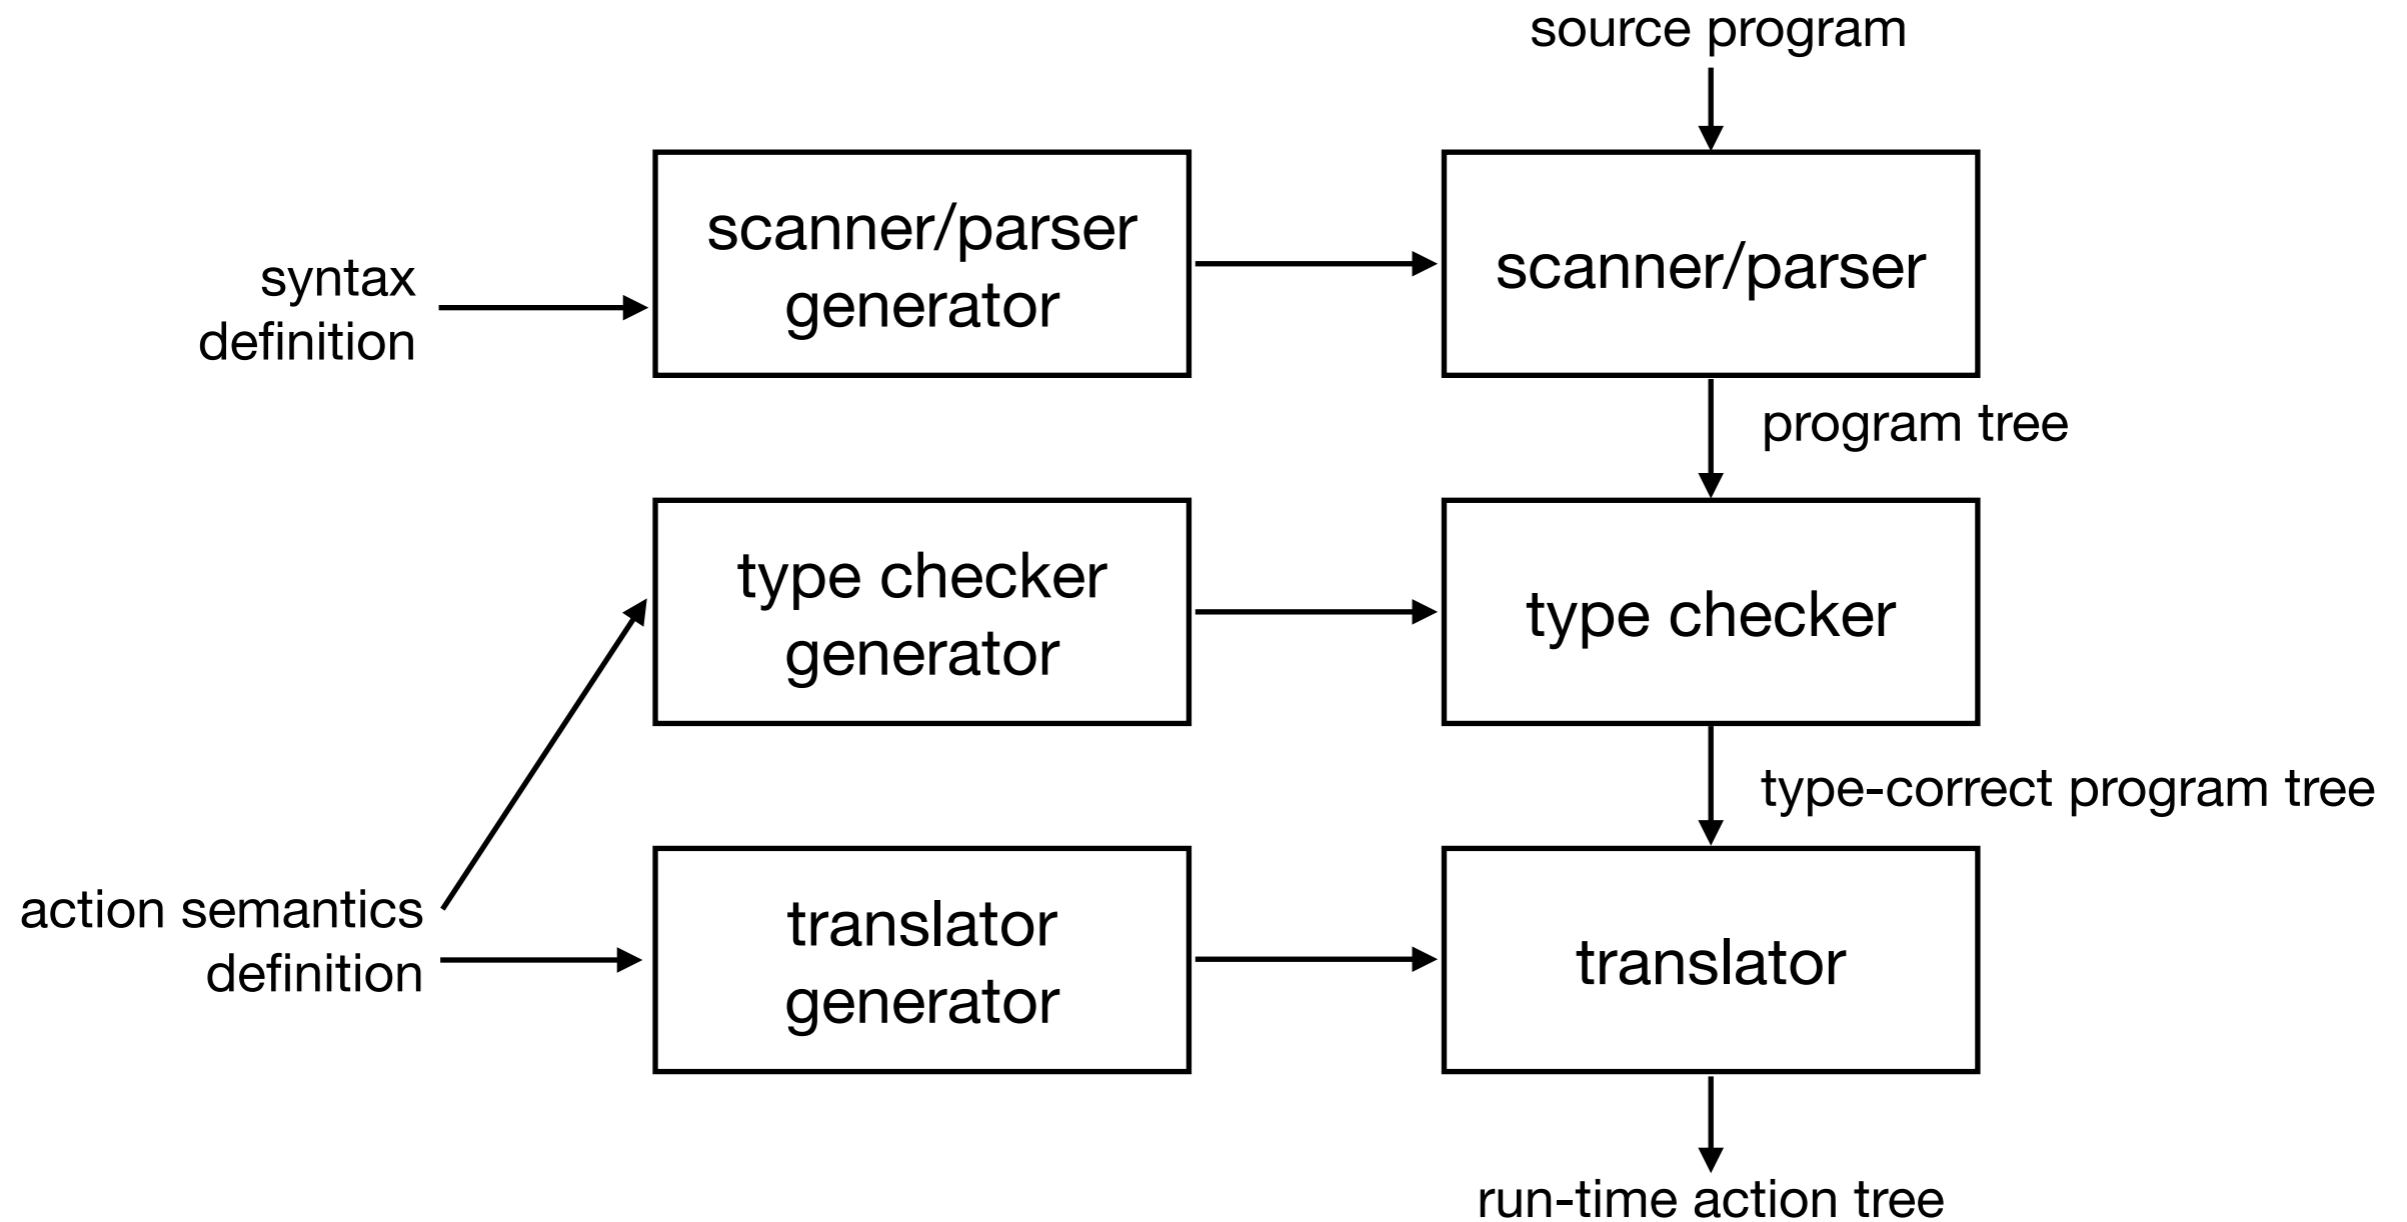 source program
scanner/parser
generator
scanner/parser
syntax
definition
program tree
type checker
generator
type checker
type-correct program tree
action semantics
definition
translator
generator
translator
run-time action tree